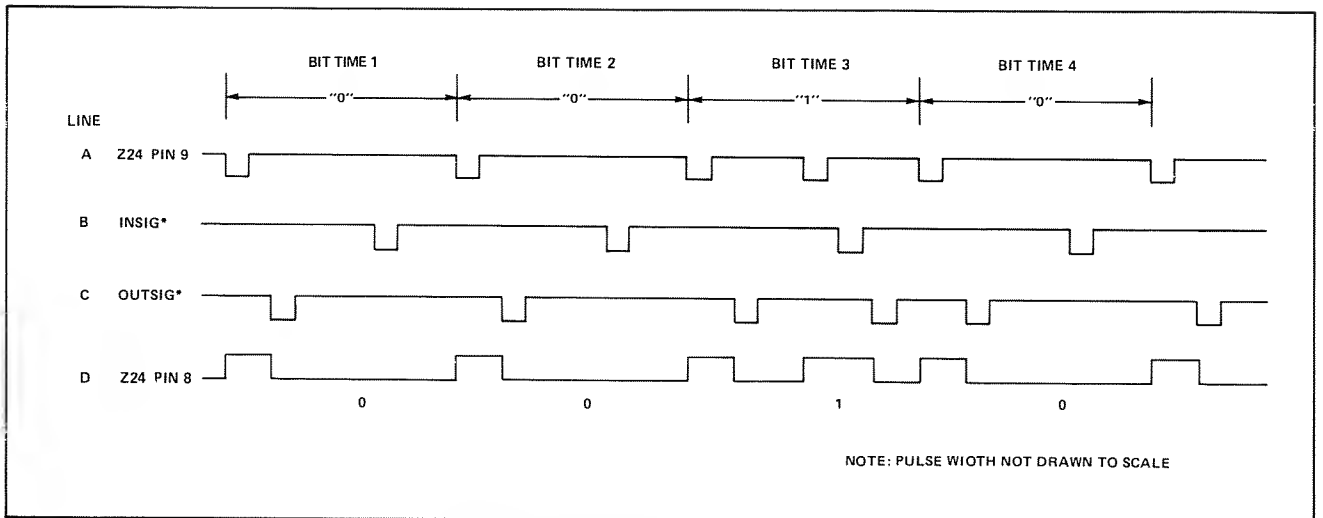 BIT TIME 1 BIT TIME 2 BIT TIME 3 BIT TIME 4
"0" "0" "1" "0"
LINE
A Z24 PIN 9
B INSIG*
C OUTSIG*
D Z24 PIN 8
0 0 1 0
NOTE: PULSE WIOTH NOT DRAWN TO SCALE